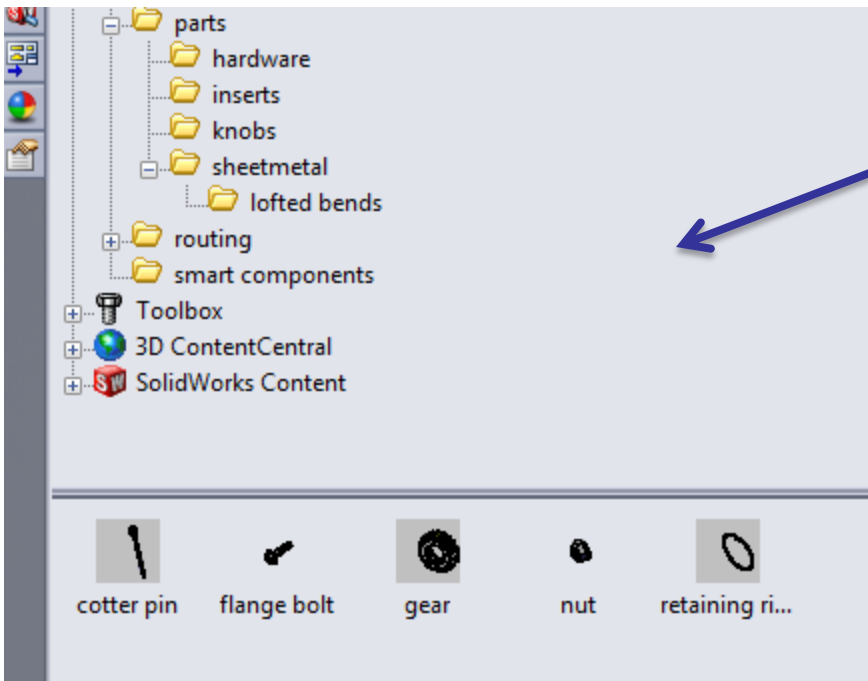 parts
hardware
inserts
knobs
sheetmetal
lofted bends
routing
smart components
Toolbox
3D ContentCentral
SW SolidWorks Content
cotter pin flange bolt gear nut retaining ri...